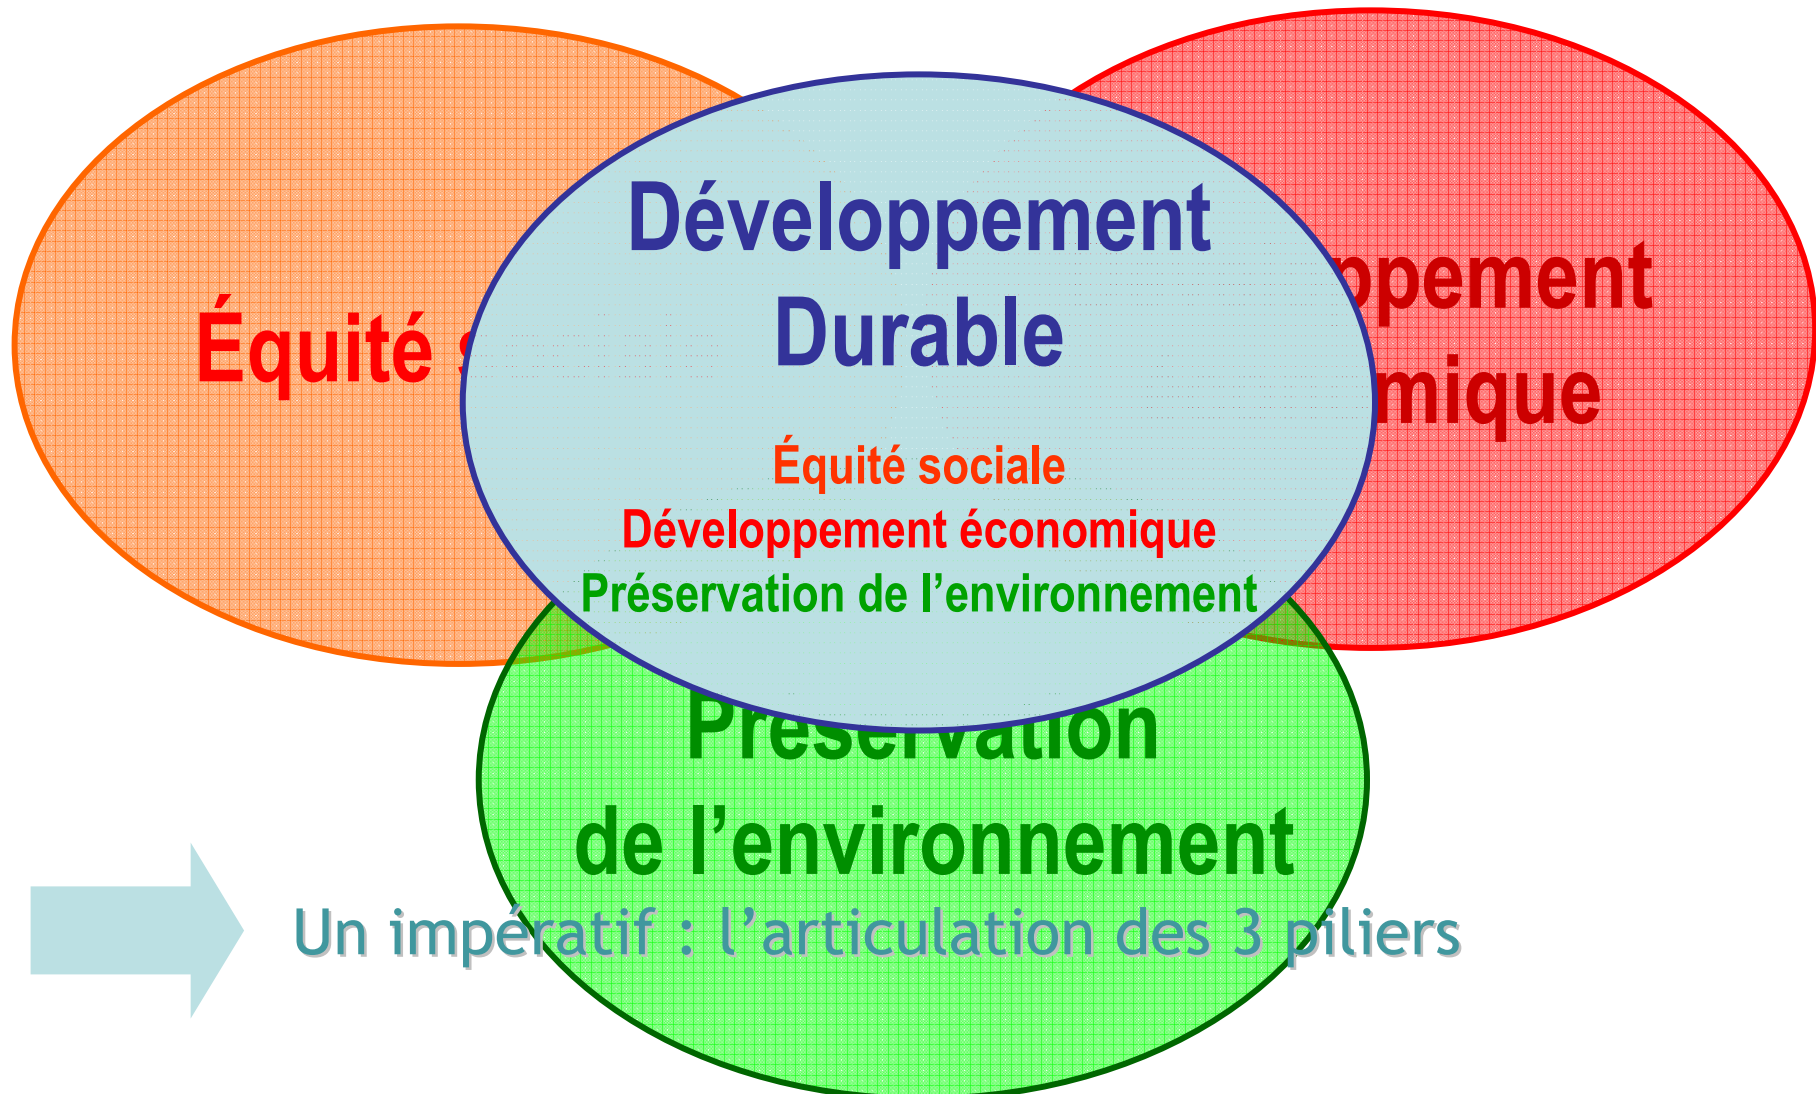 Développement
Durable
Équité sociale
Développement économique
Préservation de l’environnement
Équité
ppement
mique
Préservation
de l’environnement
Un impératif : l’articulation des 3 piliers